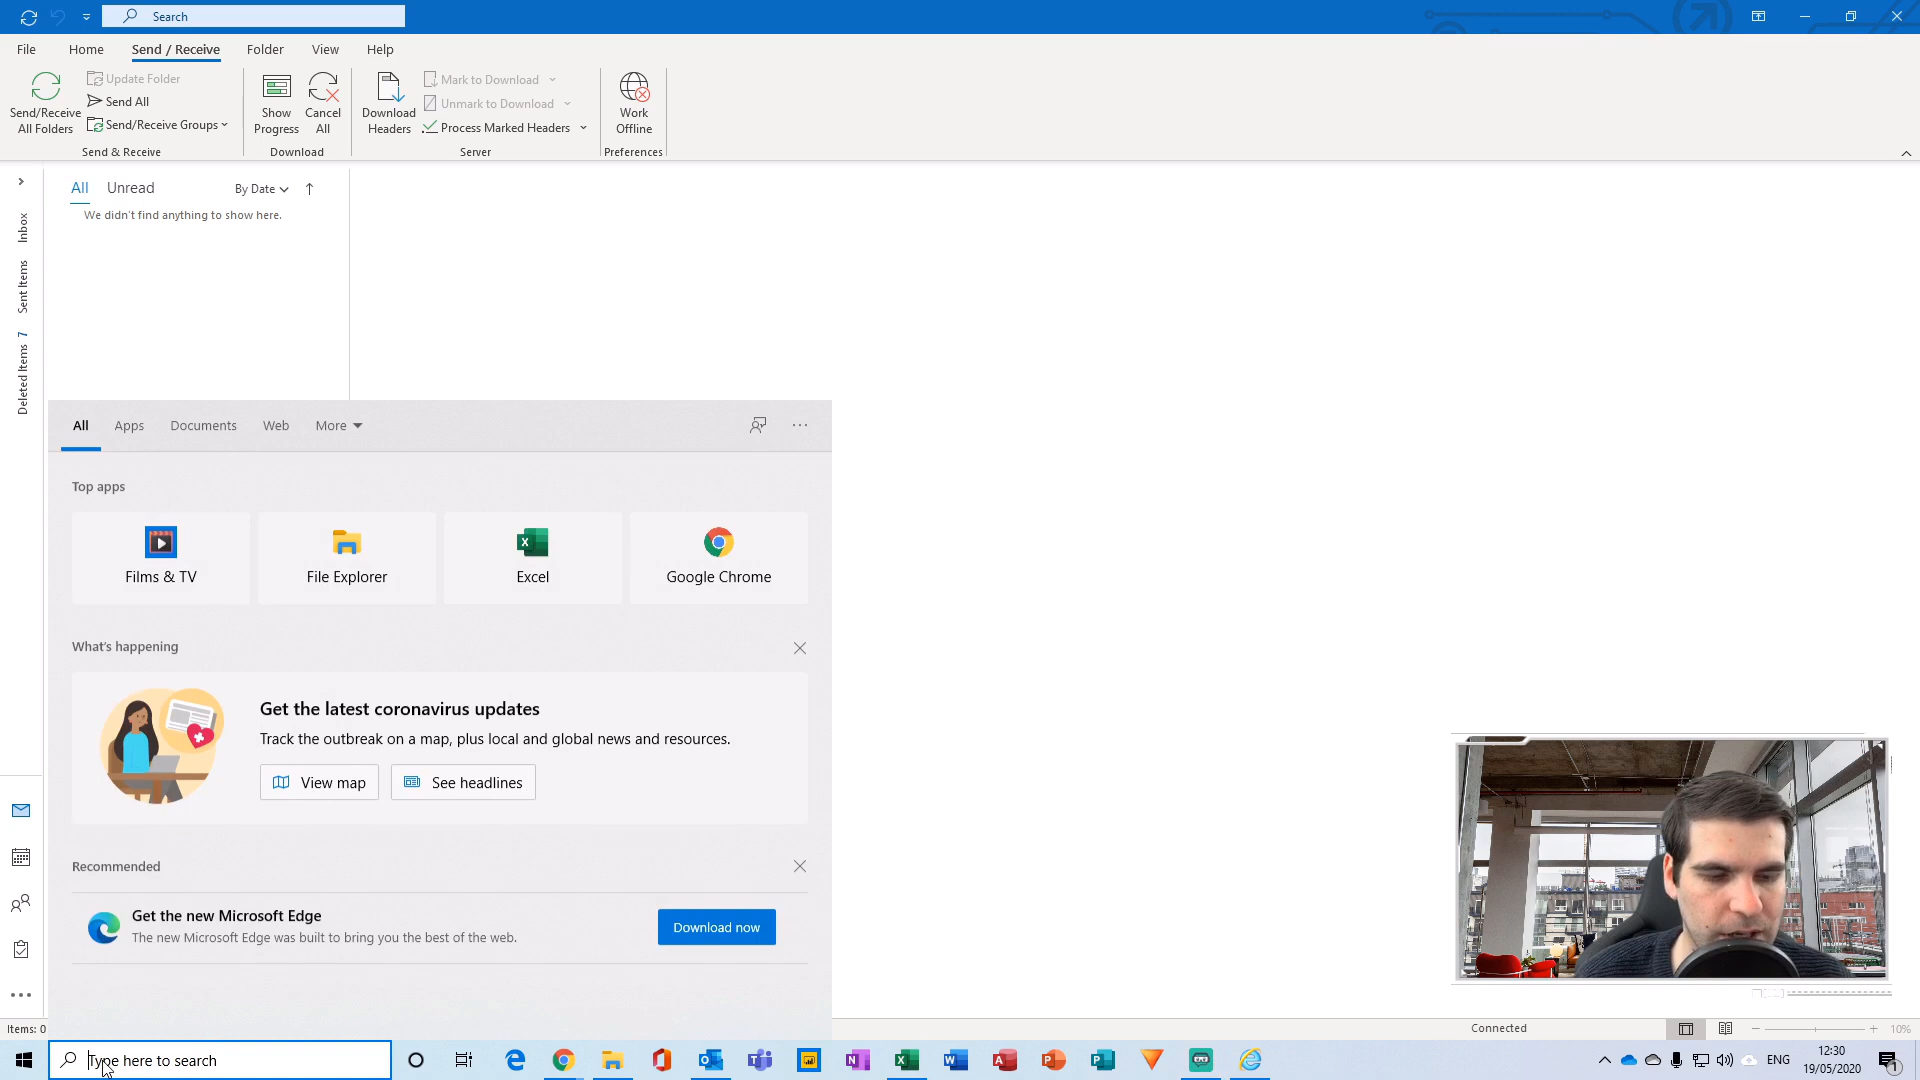 Search
File Home Send / Receive Folder View Help
Send/Receive
All Folders
Update Folder
Send All
Send/Receive Groups
Send & Receive
Show
Progress
Cancel
All
Download
Download
Headers
Mark to Download
Unmark to Download
Process Marked Headers
Server
Work
Offline
Preferences
All Unread By Date
We didn't find anything to show here.
Inbox
Sent Items
Deleted Items 7
All Apps Documents Web More
Top apps
Films & TV File Explorer Excel Google Chrome
What's happening
Get the latest coronavirus updates
Track the outbreak on a map, plus local and global news and resources.
View map See headlines
Recommended
Get the new Microsoft Edge
The new Microsoft Edge was built to bring you the best of the web.
Download now
Items: 0 Connected 10%
Type here to search
ENG
12:30
19/05/2020
1